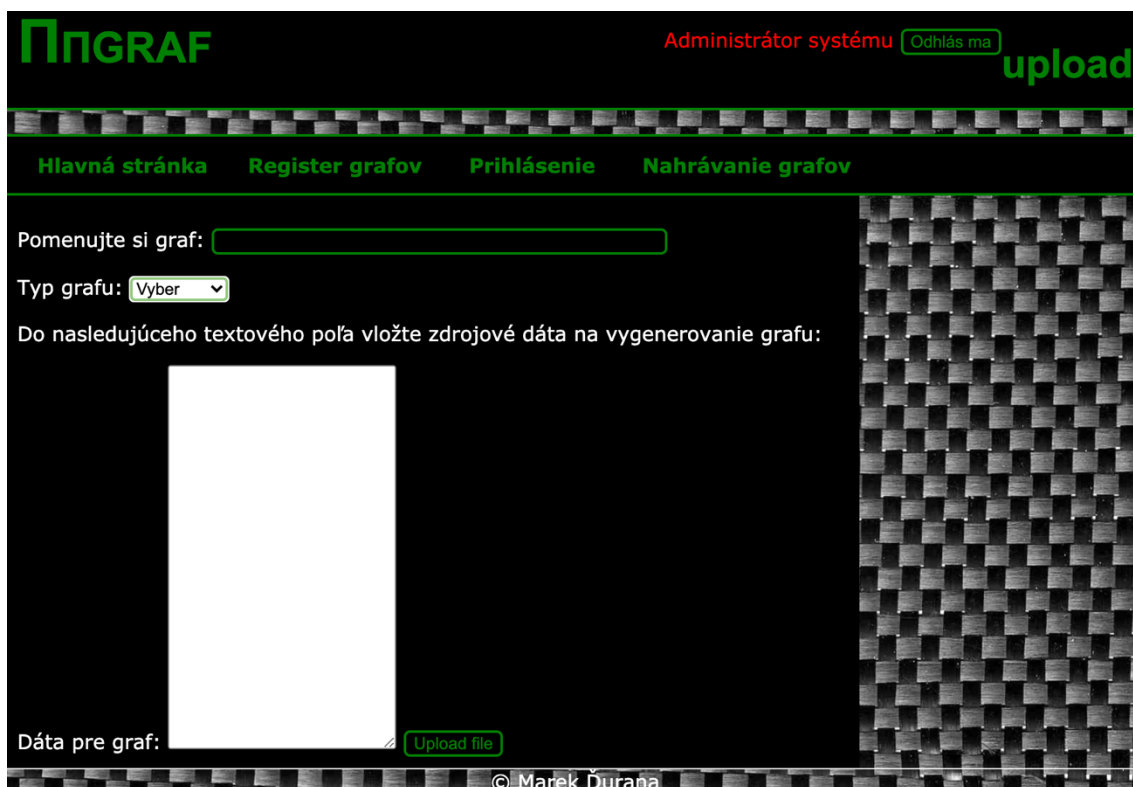 ΠΠGRAF
Administrátor systému Odhlás ma
upload
Hlavná stránka Register grafov Prihlásenie Nahrávanie grafov
Pomenujte si graf:
Typ grafu: Vyber
Do nasledujúceho textového poľa vložte zdrojové dáta na vygenerovanie grafu:
Dáta pre graf: Upload file
© Marek Ďurana